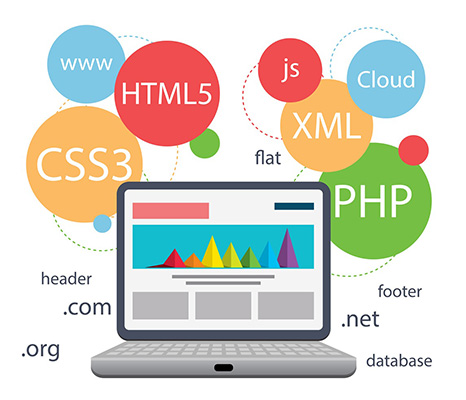 www
HTML5
js
Cloud
XML
CSS3
flat
PHP
header
footer
.com
.net
.org
database